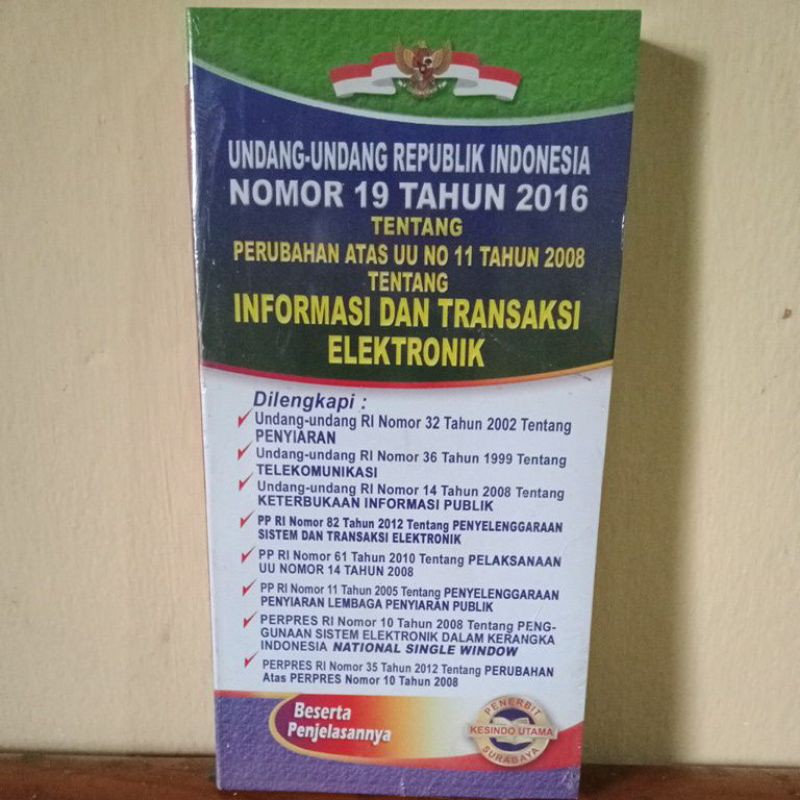 UNDANG-UNDANG REPUBLIK INDONESIA
NOMOR 19 TAHUN 2016
TENTANG
PERUBAHAN ATAS UU NO 11 TAHUN 2008
TENTANG
INFORMASI DAN TRANSAKSI
ELEKTRONIK
Dilengkapi :
Undang-undang RI Nomor 32 Tahun 2002 Tentang
PENYIARAN
Undang-undang RI Nomor 36 Tahun 1999 Tentang
TELEKOMUNIKASI
Undang-undang RI Nomor 14 Tahun 2008 Tentang
KETERBUKAAN INFORMASI PUBLIK
PP RI Nomor 82 Tahun 2012 Tentang PENYELENGGARAAN
SISTEM DAN TRANSAKSI ELEKTRONIK
PP RI Nomor 61 Tahun 2010 Tentang PELAKSANAAN
UU NOMOR 14 TAHUN 2008
PP RI Nomor 11 Tahun 2005 Tentang PENYELENGGARAAN
PENYIARAN LEMBAGA PENYIARAN PUBLIK
PERPRES RI Nomor 10 Tahun 2008 Tentang PENG-
GUNAAN SISTEM ELEKTRONIK DALAM KERANGKA
INDONESIA NATIONAL SINGLE WINDOW
PERPRES RI Nomor 35 Tahun 2012 Tentang PERUBAHAN
Atas PERPRES Nomor 10 Tahun 2008
Beserta
Penjelasannya
PENERBIT
KESINDO UTAMA
SURABAYA